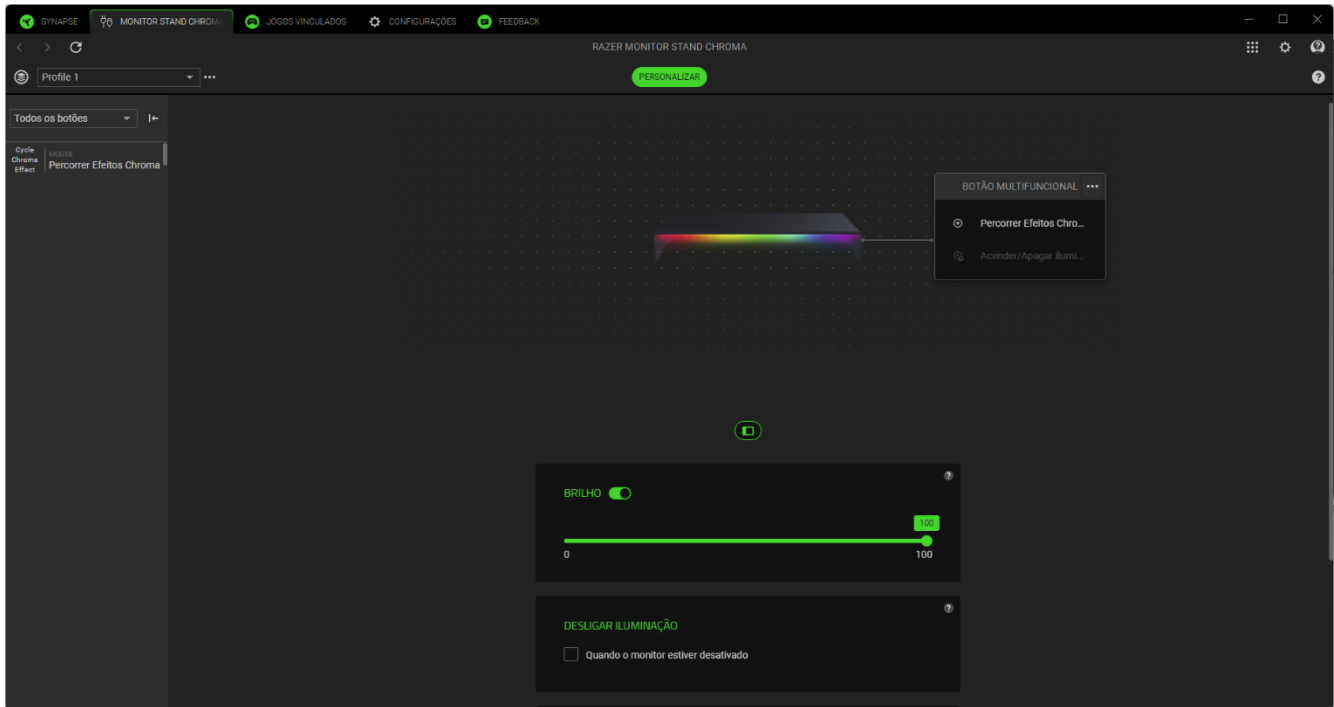 SYNAPSE
MONITOR STAND CHROMA
JOGOS VINCULADOS
CONFIGURAÇÕES
FEEDBACK
RAZER MONITOR STAND CHROMA
Profile 1
PERSONALIZAR
Todos os botões
Cycle
Chroma
Effect
MOUSE
Percorrer Efeitos Chroma
BOTÃO MULTIFUNCIONAL
Percorrer Efeitos Chro...
Acender/Apagar ilumi...
BRILHO
100
0
100
DESLIGAR ILUMINAÇÃO
Quando o monitor estiver desativado